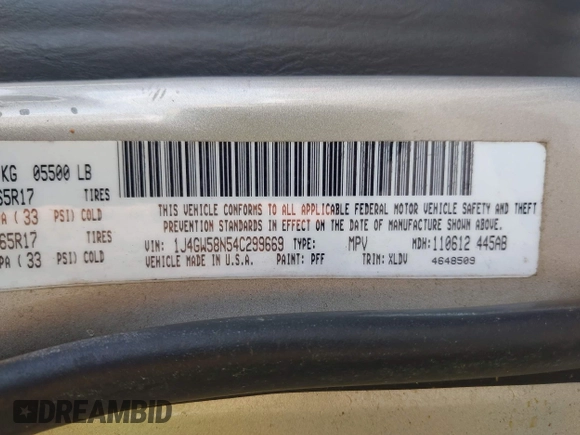 KG 05500 LB
65R17 TIRES
PA ( 33 PSI) COLD
65R17 TIRES
PA ( 33 PSI) COLD
THIS VEHICLE CONFORMS TO ALL APPLICABLE FEDERAL MOTOR VEHICLE SAFETY AND THEFT
PREVENTION STANDARDS IN EFFECT ON THE DATE OF MANUFACTURE SHOWN ABOVE.
VIN: 1J4GW58N54C299669 TYPE: MPV MDH: 110612 445AB
VEHICLE MADE IN U.S.A. PAINT: PFF TRIM: XLDV 4648509
DREAMBID